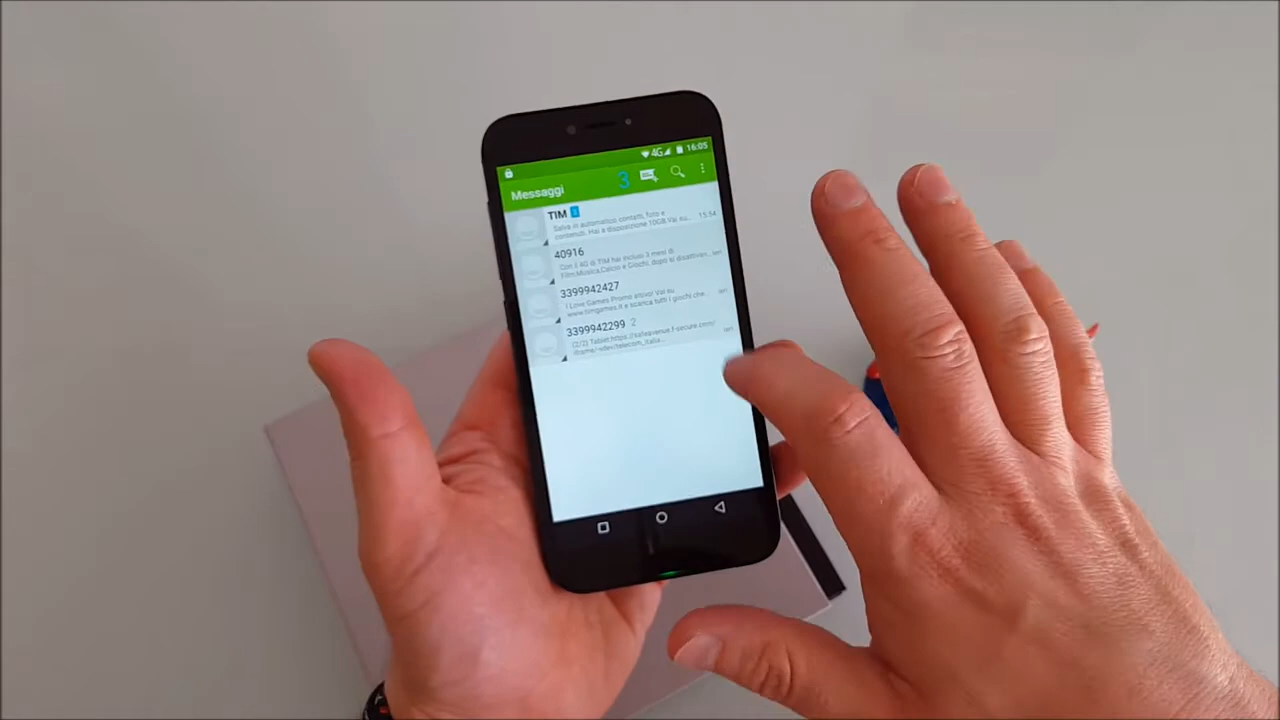 4G 16:05
Messaggi 3
TIM
Salva in automatico contatti, foto e
contenuti. Hai a disposizione 10GB.Vai su... 15:54
40916
Con il 4G di TIM hai incluso 3 mesi di
Film,Musica,Calcio e Giochi, dopo si disattiven... ieri
3399942427
I Love Games Promo attiva! Vai su
www.timgames.it e scarica tutti i giochi che... ieri
3399942299 2
(2/2) Tablet:https://safeavenue.f-secure.com/ ieri